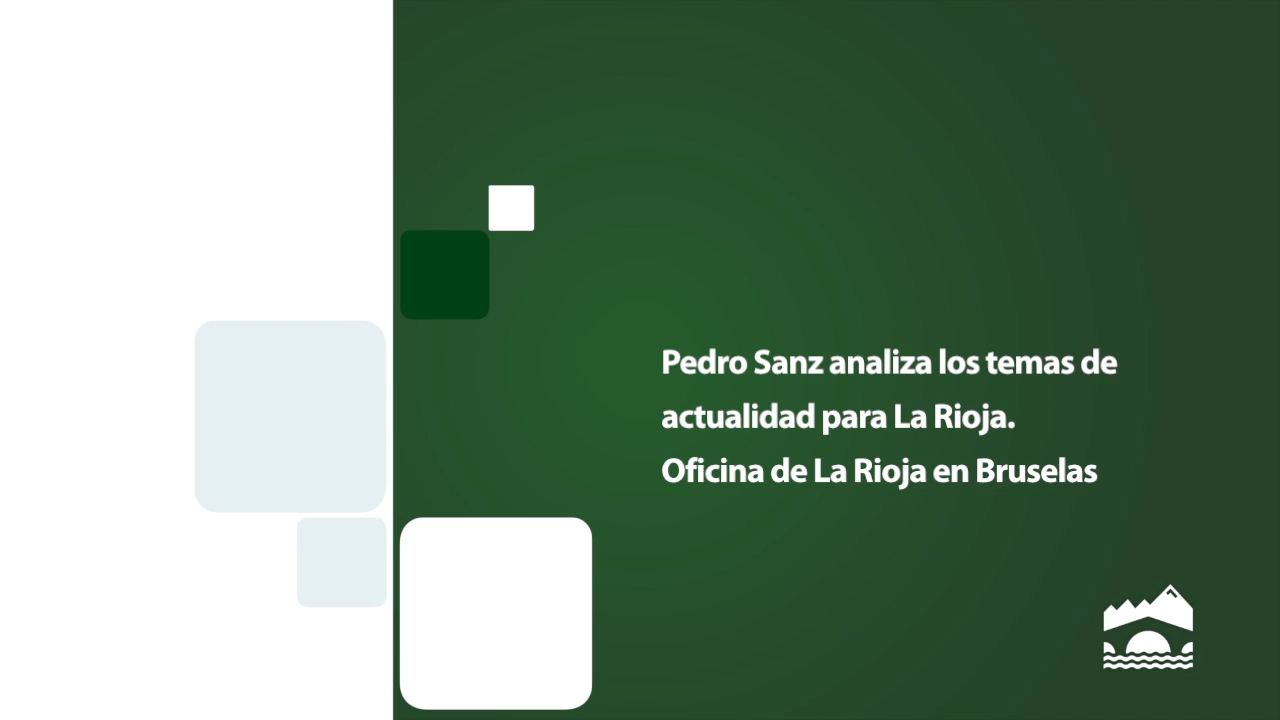 Pedro Sanz analiza los temas de
actualidad para La Rioja.
Oficina de La Rioja en Bruselas